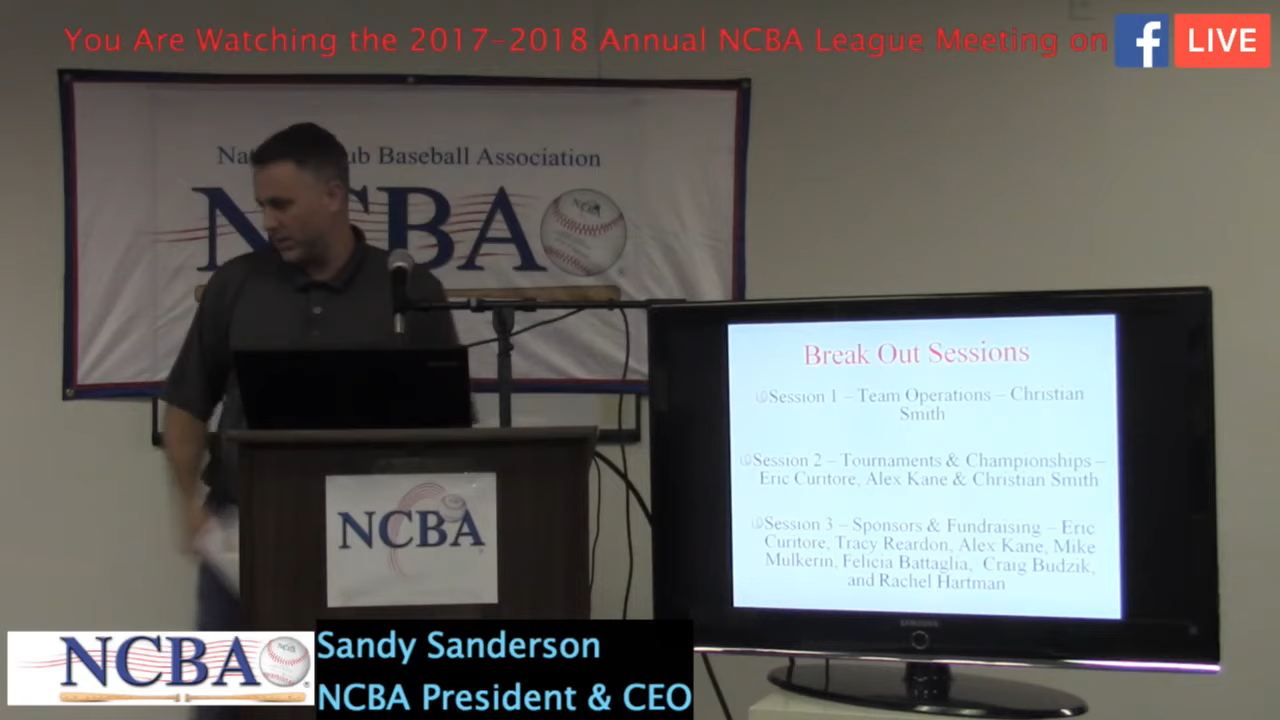 You Are Watching the 2017-2018 Annual NCBA League Meeting on f LIVE
Na ub Baseball Association
NCBA
Break Out Sessions
Session 1 – Team Operations – Christian
Smith
Session 2 – Tournaments & Championships –
Eric Curitore, Alex Kane & Christian Smith
Session 3 – Sponsors & Fundraising – Eric
Curitore, Tracy Reardon, Alex Kane, Mike
Mulkerin, Felicia Battaglia, Craig Budzik,
and Rachel Hartman
SAMSUNG
NCBA
NCBA
Sandy Sanderson
NCBA President & CEO